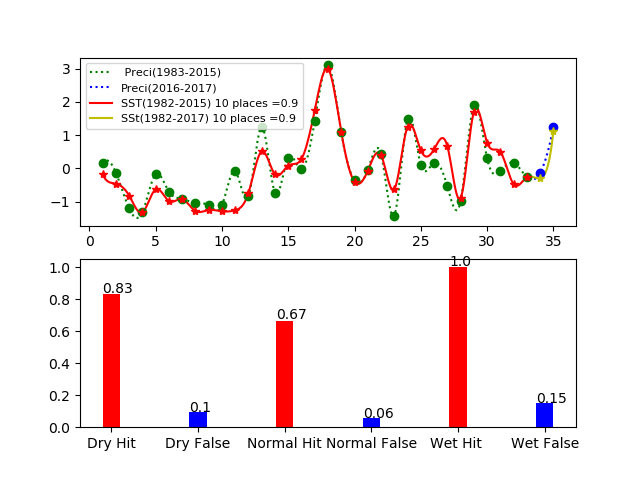 3
2
1
0
−1
Preci(1983-2015)
Preci(2016-2017)
SST(1982-2015) 10 places =0.9
SSt(1982-2017) 10 places =0.9
0 5 10 15 20 25 30 35
1.0
0.8
0.6
0.4
0.2
0.0
0.83
0.1
0.67
0.06
1.0
0.15
Dry Hit Dry False Normal Hit Normal False Wet Hit Wet False